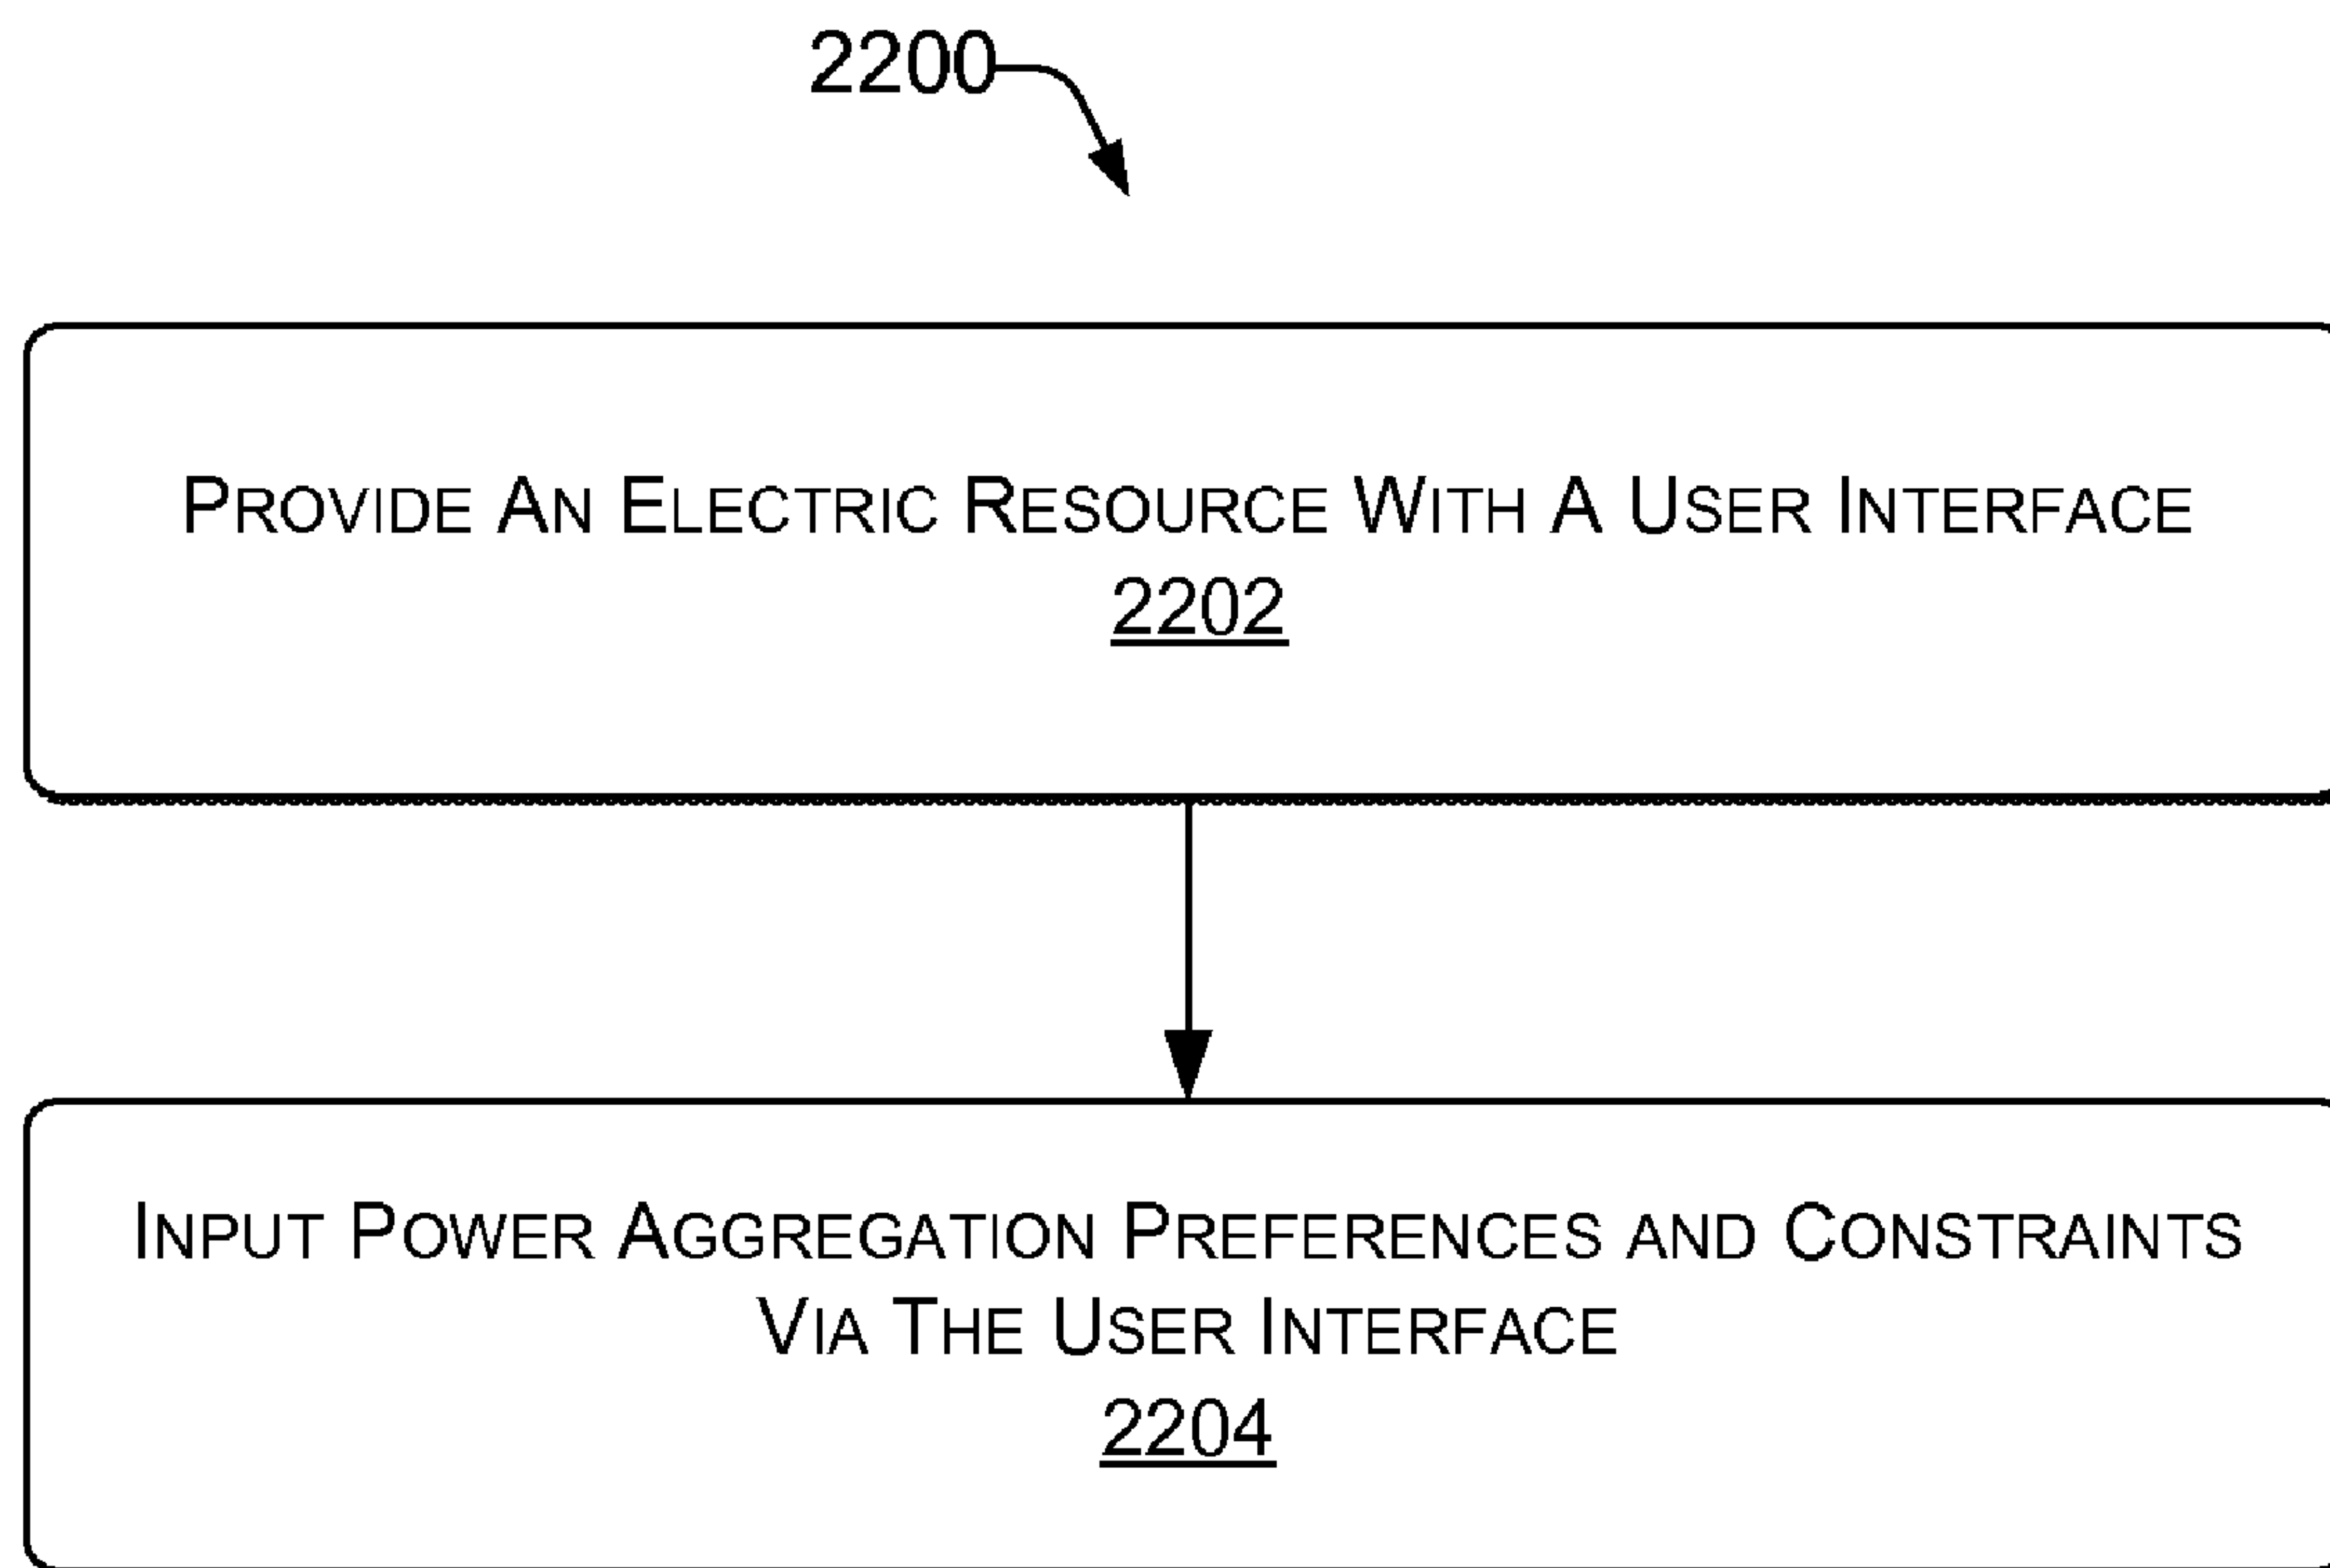 2200
PROVIDE AN ELECTRIC RESOURCE WITH A USER INTERFACE
2202
INPUT POWER AGGREGATION PREFERENCES AND CONSTRAINTS
VIA THE USER INTERFACE
2204